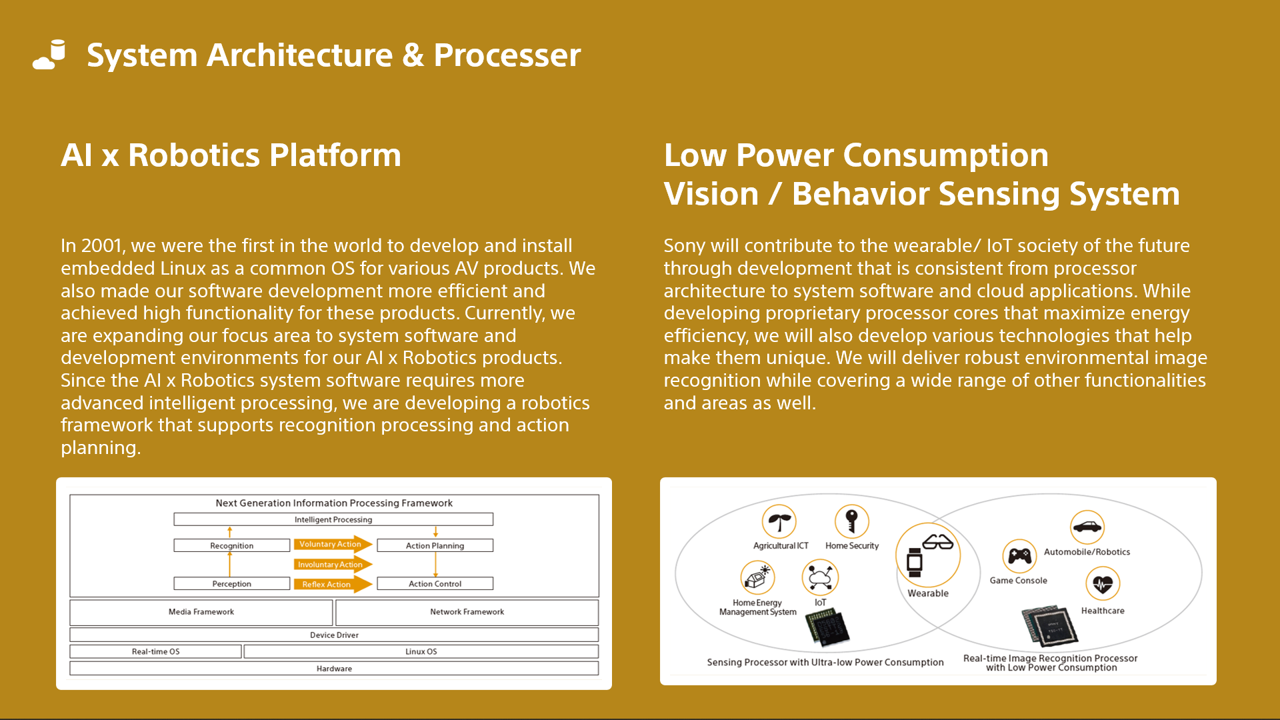 System Architecture & Processer
AI x Robotics Platform
In 2001, we were the first in the world to develop and install
embedded Linux as a common OS for various AV products. We
also made our software development more efficient and
achieved high functionality for these products. Currently, we
are expanding our focus area to system software and
development environments for our AI x Robotics products.
Since the AI x Robotics system software requires more
advanced intelligent processing, we are developing a robotics
framework that supports recognition processing and action
planning.
Next Generation Information Processing Framework
Intelligent Processing
Recognition
Voluntary Action
Action Planning
Involuntary Action
Perception
Reflex Action
Action Control
Media Framework
Network Framework
Device Driver
Real-time OS
Linux OS
Hardware
Low Power Consumption
Vision / Behavior Sensing System
Sony will contribute to the wearable/ IoT society of the future
through development that is consistent from processor
architecture to system software and cloud applications. While
developing proprietary processor cores that maximize energy
efficiency, we will also develop various technologies that help
make them unique. We will deliver robust environmental image
recognition while covering a wide range of other functionalities
and areas as well.
Agricultural ICT
Home Security
Home Energy
Management System
IoT
Wearable
Game Console
Automobile/Robotics
Healthcare
Sensing Processor with Ultra-low Power Consumption
Real-time Image Recognition Processor
with Low Power Consumption